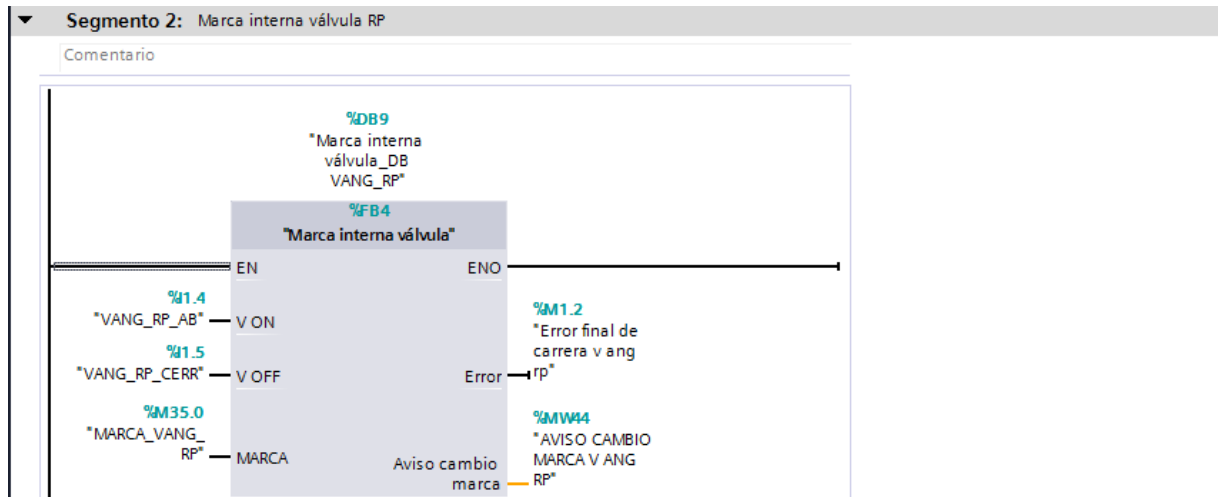 Segmento 2: Marca interna válvula RP
Comentario
%DB9
"Marca interna
válvula_DB
VANG_RP"
%FB4
"Marca interna válvula"
EN
ENO
%I1.4
"VANG_RP_AB"
V ON
%M1.2
"Error final de
carrera v ang
rp"
%I1.5
"VANG_RP_CERR"
V OFF
Error
%M35.0
"MARCA_VANG_
RP"
MARCA
Aviso cambio
marca
%MW44
"AVISO CAMBIO
MARCA V ANG
RP"